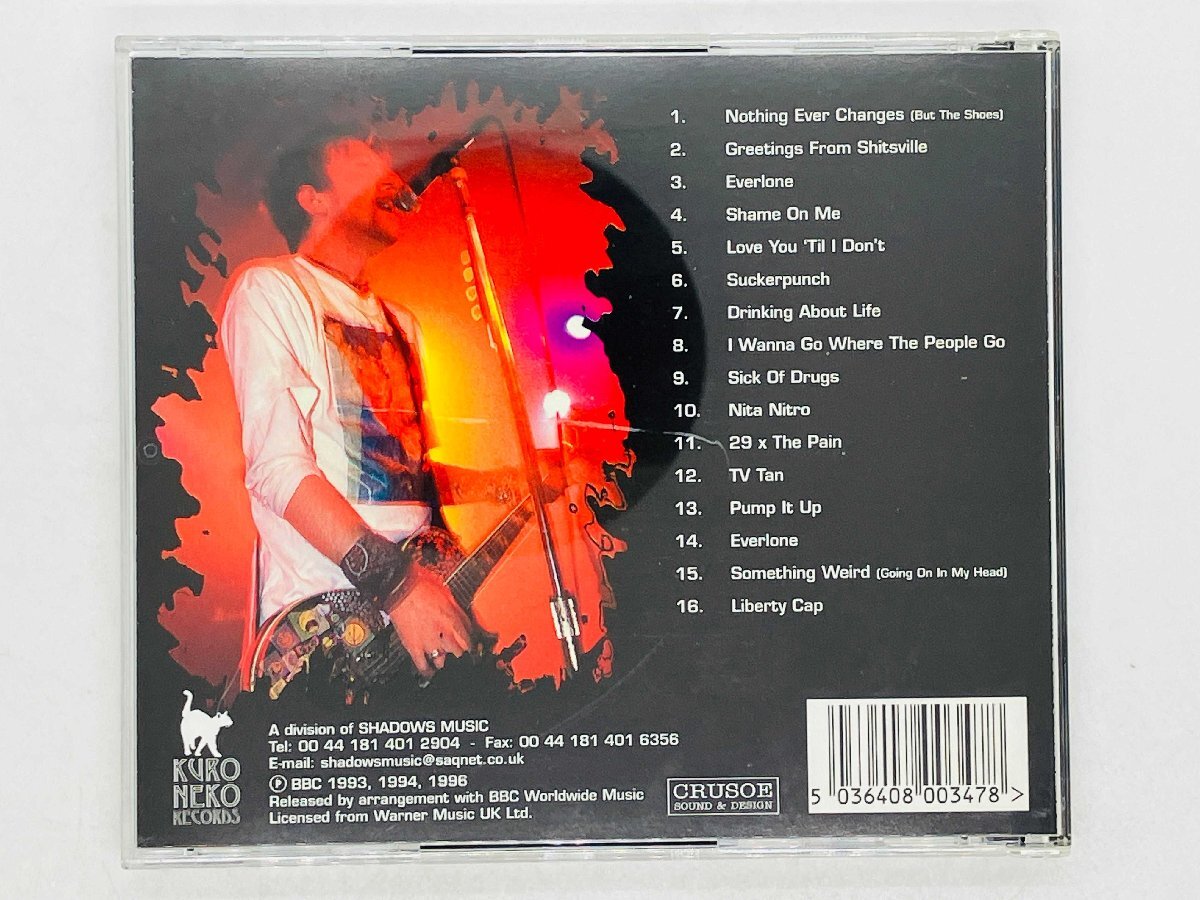 1. Nothing Ever Changes (But The Shoes)
2. Greetings From Shitsville
3. Everlone
4. Shame On Me
5. Love You 'Til I Don't
6. Suckerpunch
7. Drinking About Life
8. I Wanna Go Where The People Go
9. Sick Of Drugs
10. Nita Nitro
11. 29 x The Pain
12. TV Tan
13. Pump It Up
14. Everlone
15. Something Weird (Going On In My Head)
16. Liberty Cap
KURO
NEKO
RECORDS
A division of SHADOWS MUSIC
Tel: 00 44 181 401 2904 - Fax: 00 44 181 401 6356
E-mail: shadowsmusic@saqnet.co.uk
Ⓟ BBC 1993, 1994, 1996
Released by arrangement with BBC Worldwide Music
Licensed from Warner Music UK Ltd.
CRUSOE
SOUND & DESIGN
5 036408 003478 >